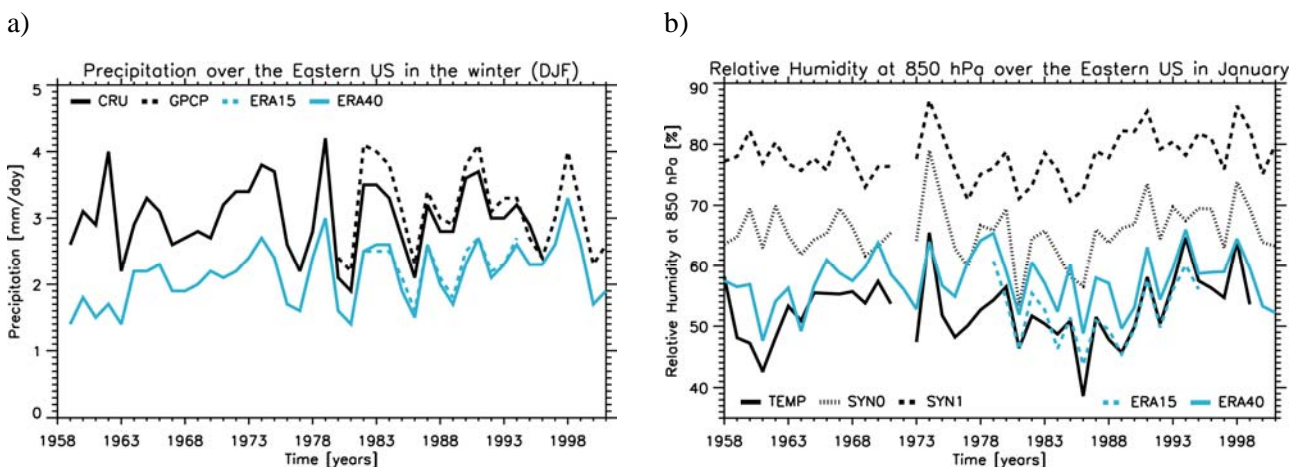 a)
Precipitation over the Eastern US in the winter (DJF)
CRU GPCP ERA15 ERA40
Precipitation [mm/day]
5
4
3
2
1
0
1958 1963 1968 1973 1978 1983 1988 1993 1998
Time [years]
b)
Relative Humidity at 850 hPa over the Eastern US in January
Relative Humidity at 850 hPa [%]
90
80
70
60
50
40
TEMP SYN0 SYN1 ERA15 ERA40
1958 1963 1968 1973 1978 1983 1988 1993 1998
Time [years]